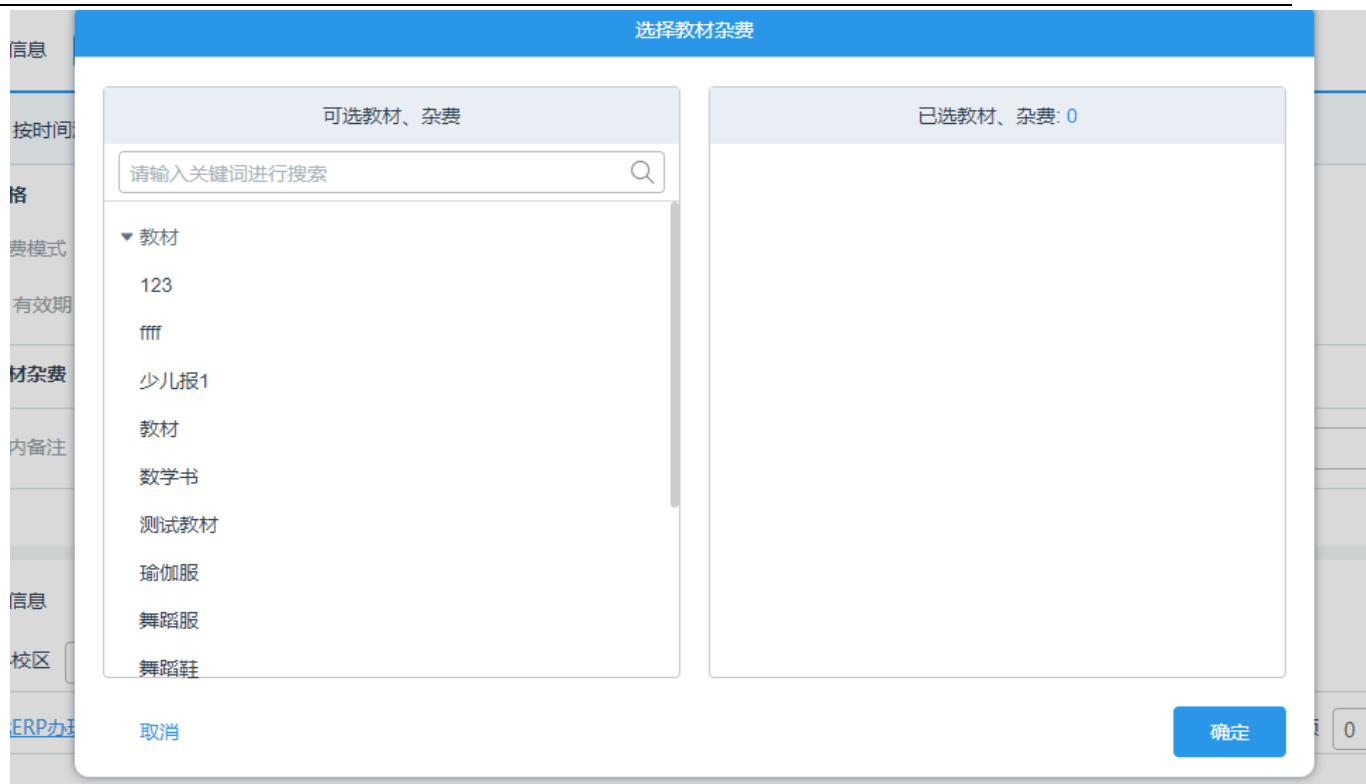 选择教材杂费
信息
可选教材、杂费
已选教材、杂费: 0
按时间
请输入关键词进行搜索
格
教材
费模式
123
有效期
ffff
材杂费
少儿报1
教材
内备注
数学书
测试教材
瑜伽服
信息
舞蹈服
校区
舞蹈鞋
ERP办
取消
确定
0